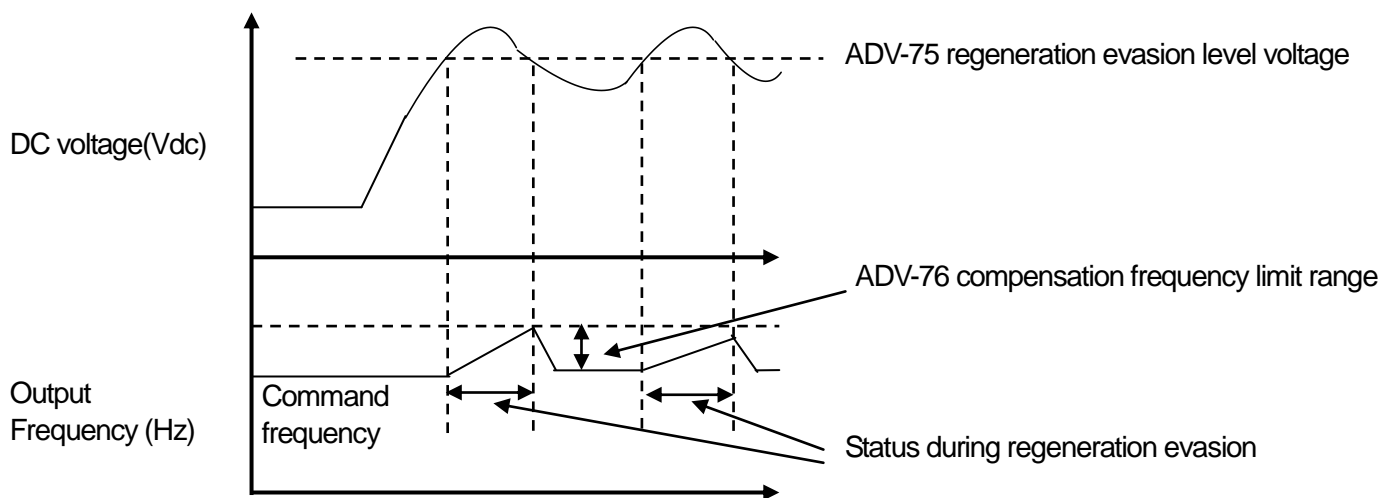 ADV-75 regeneration evasion level voltage
DC voltage(Vdc)
ADV-76 compensation frequency limit range
Output
Frequency (Hz)
Command
frequency
Status during regeneration evasion